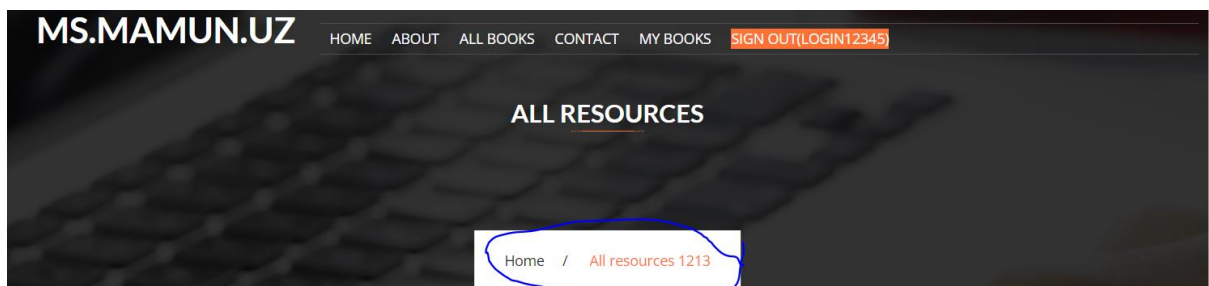 MS.MAMUN.UZ HOME ABOUT ALL BOOKS CONTACT MY BOOKS SIGN OUT(LOGIN12345)
ALL RESOURCES
Home / All resources 1213